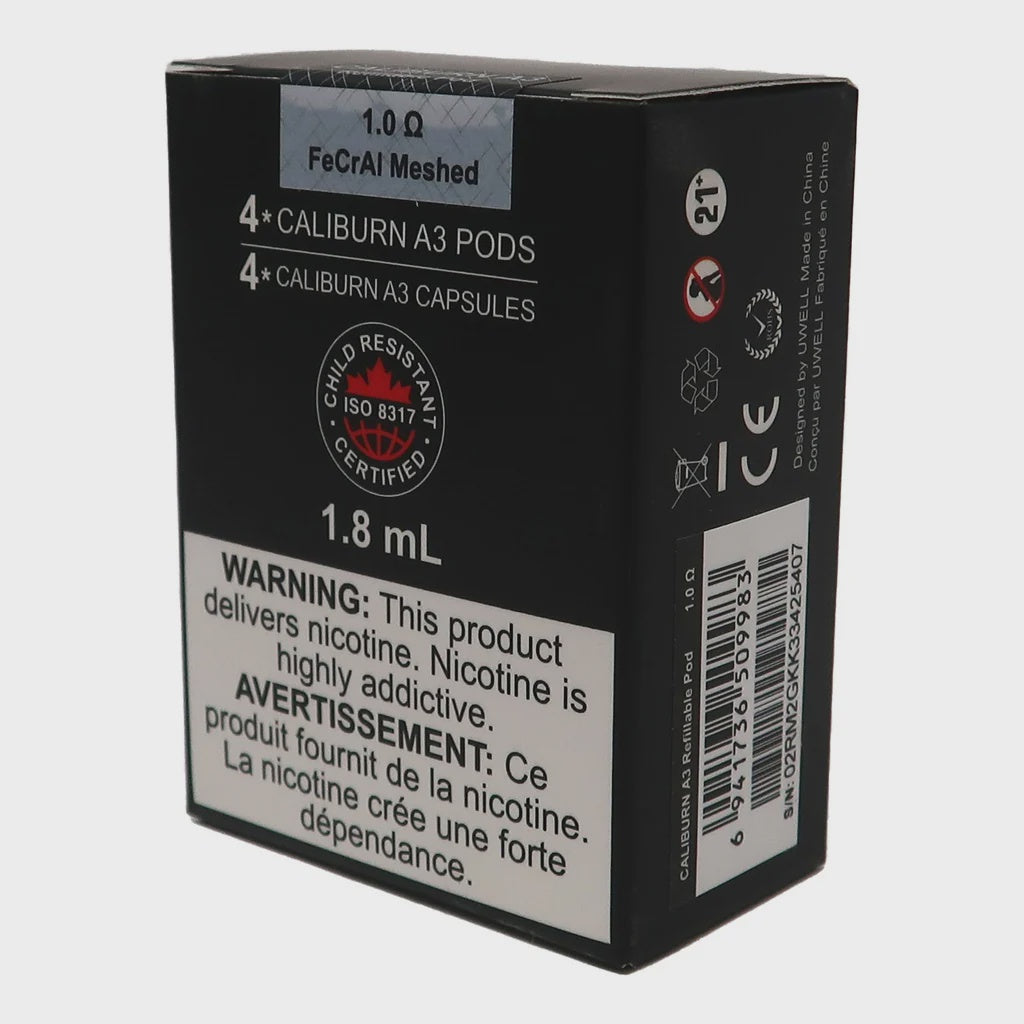 1.0 Ω
FeCrAl Meshed
4* CALIBURN A3 PODS
4* CALIBURN A3 CAPSULES
CHILD RESISTANT
ISO 8317
CERTIFIED
1.8 mL
WARNING: This product
delivers nicotine. Nicotine is
highly addictive.
AVERTISSEMENT: Ce
produit fournit de la nicotine.
La nicotine crée une forte
dépendance.
21+
RoHS
CE
Designed by UWELL Made in China
Conçu par UWELL Fabriqué en Chine
CALIBURN A3 Refillable Pod 1.0 Ω
6 941736 509983
S/N: 02RM2GKK33425407